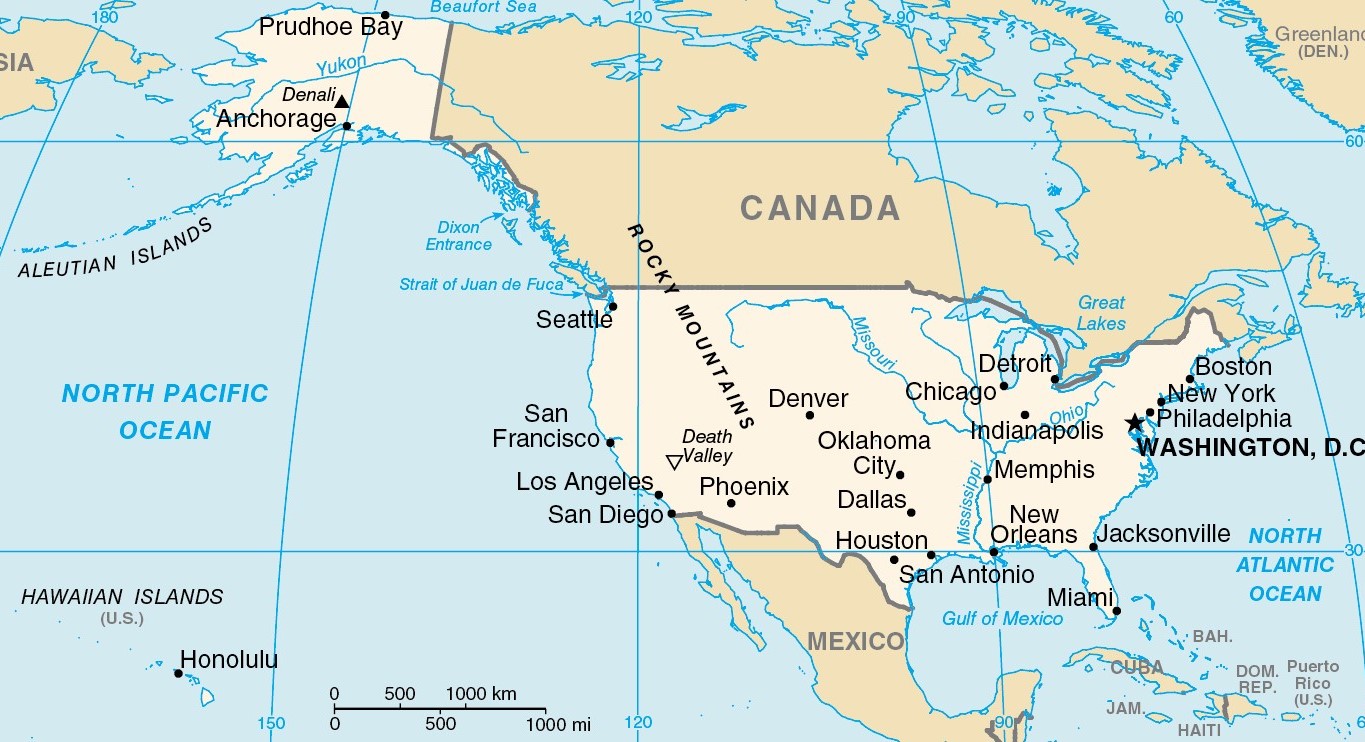 180
Beaufort Sea
120
90
60
Prudhoe Bay
Greenland
(DEN.)
SIA
Yukon
Denali
Anchorage
60
CANADA
Dixon
Entrance
ALEUTIAN ISLANDS
ROCKY MOUNTAINS
Strait of Juan de Fuca
Great
Lakes
Seattle
Missouri
Detroit
Boston
Chicago
New York
NORTH PACIFIC
OCEAN
Denver
Ohio
Philadelphia
San
Francisco
Indianapolis
Death
Valley
Oklahoma
City
WASHINGTON, D.C
Memphis
Los Angeles
Phoenix
Dallas
Mississippi
San Diego
New
Orleans
Houston
Jacksonville
NORTH
ATLANTIC
OCEAN
30
San Antonio
HAWAIIAN ISLANDS
(U.S.)
Miami
Gulf of Mexico
MEXICO
BAH.
Honolulu
CUBA
DOM.
REP.
Puerto
Rico
(U.S.)
0 500 1000 km
0 500 1000 mi
JAM.
HAITI
150
120
90
6